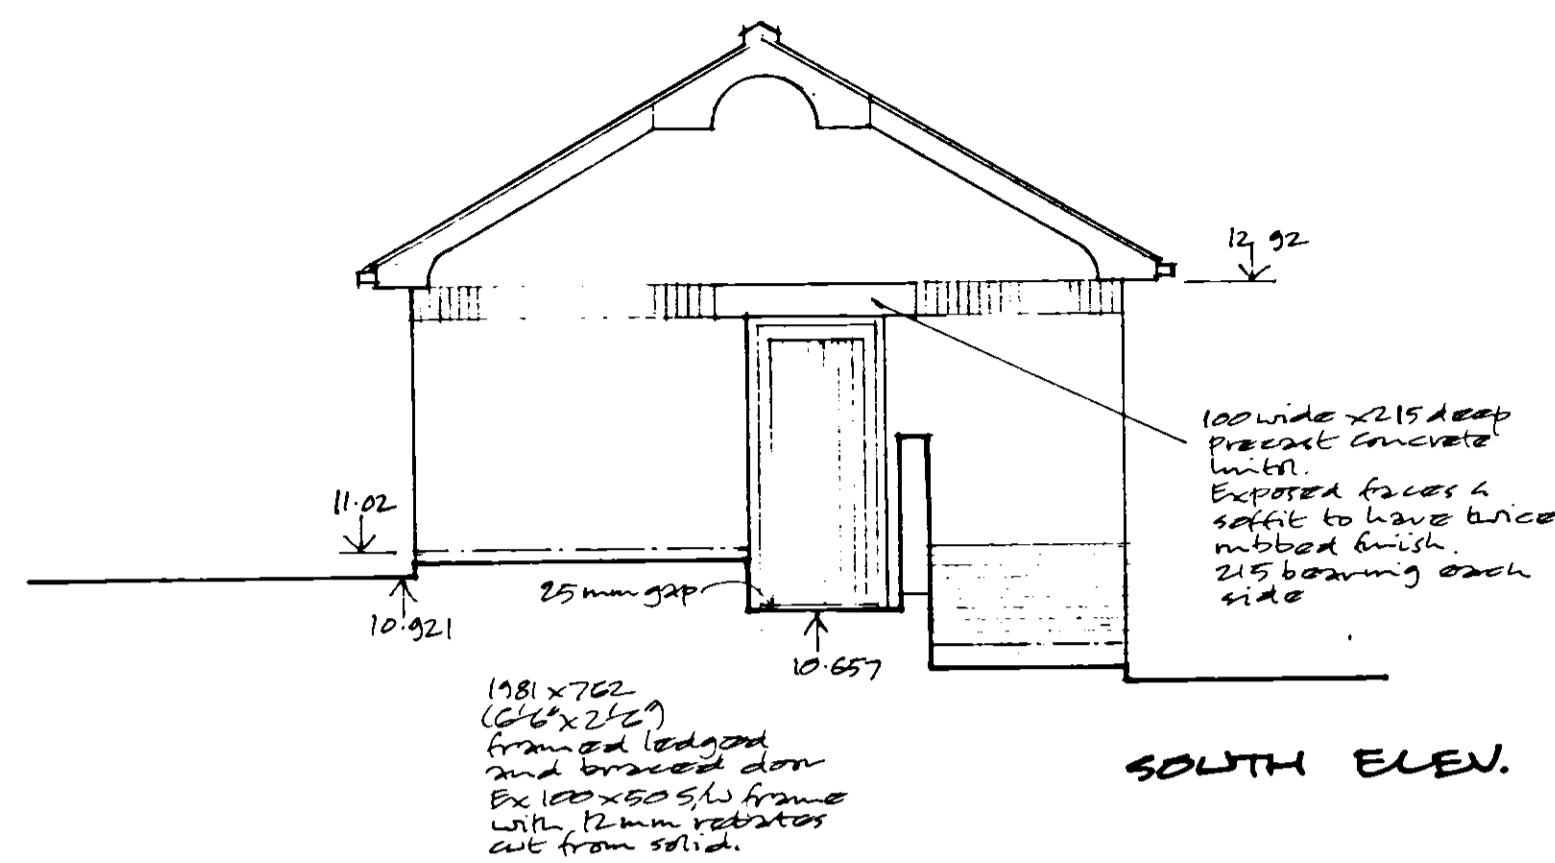 12.92
100 wide x 215 deep
precast concrete
lintol.
Exposed faces &
soffit to have twice
rubbed finish.
215 bearing each
side
11.02
25mm gap
10.921
10.657
1981 x 762
(6'6" x 2'6")
framed ledged
and braced door
Ex 100 x 50 S/W frame
with 12mm rebates
cut from solid.
SOUTH ELEV.